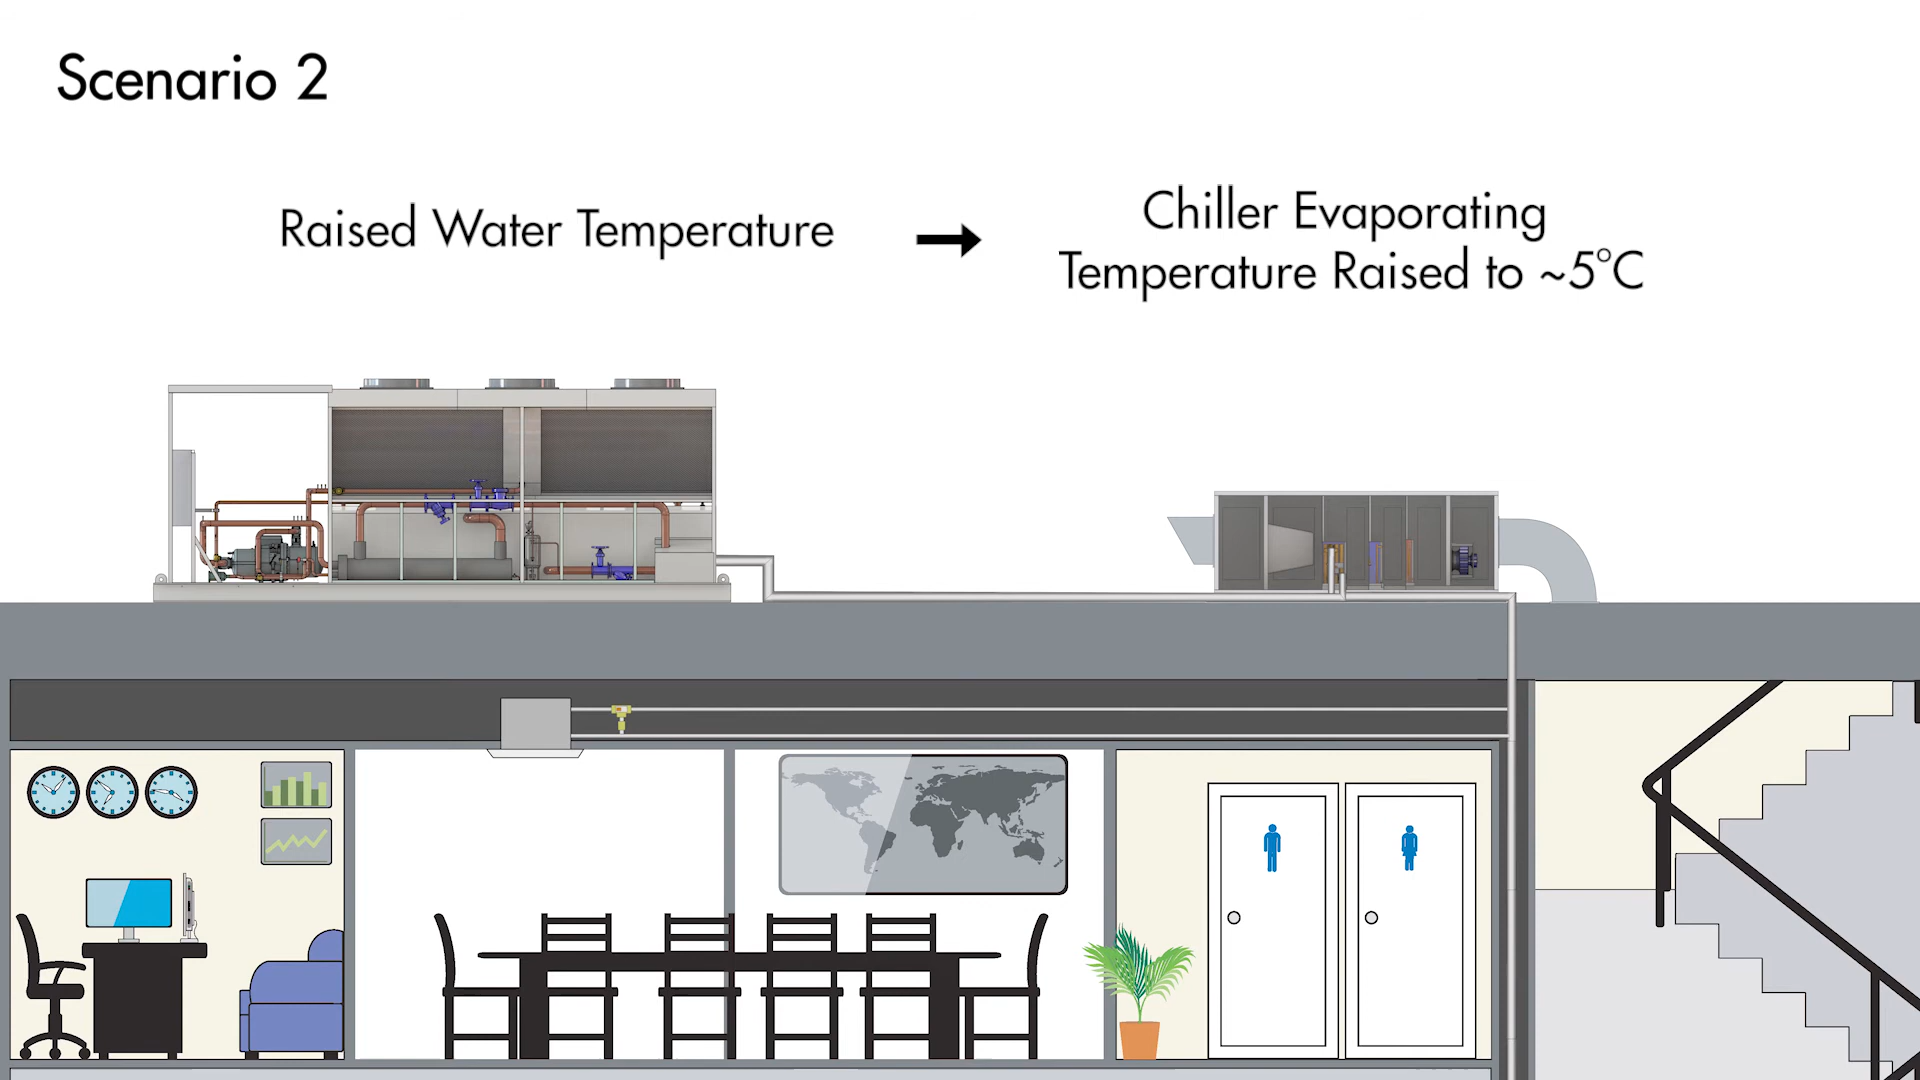 Scenario 2
Raised Water Temperature
Chiller Evaporating
Temperature Raised to ~5°C